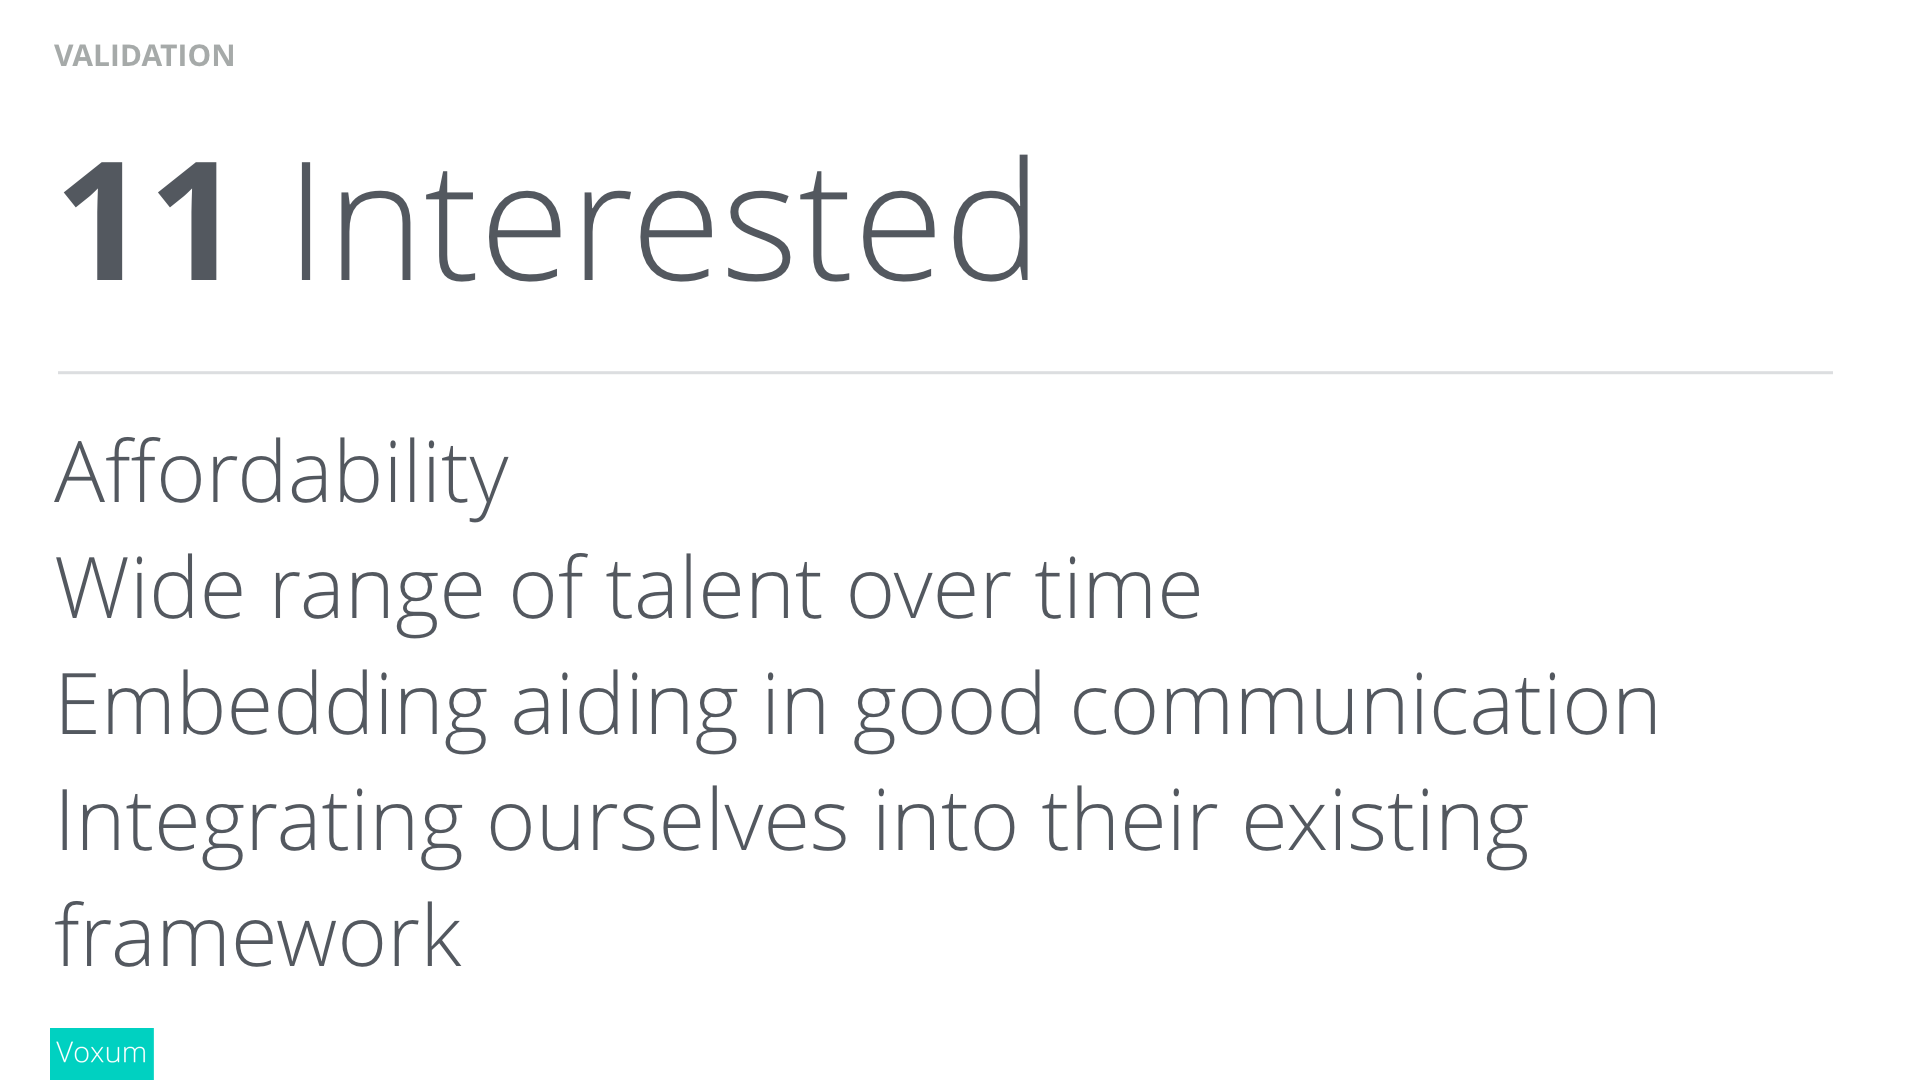 VALIDATION
11 Interested
Affordability
Wide range of talent over time
Embedding aiding in good communication
Integrating ourselves into their existing
framework
Voxum